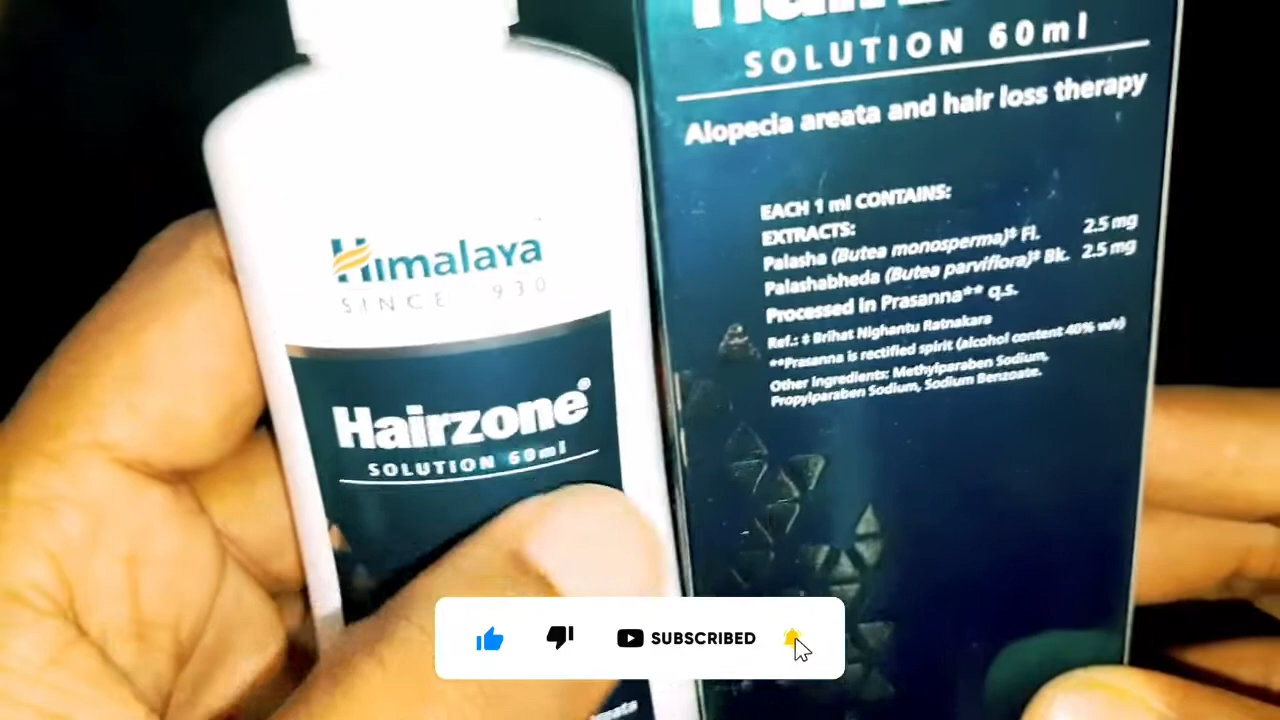 Himalaya
SINCE 930
Hairzone®
SOLUTION 60ml
SOLUTION 60ml
Alopecia areata and hair loss therapy
EACH 1 ml CONTAINS:
EXTRACTS:
Palasha (Butea monosperma)‡ Fl. 2.5 mg
Palashabheda (Butea parviflora)‡ Bk. 2.5 mg
Processed in Prasanna** q.s.
Ref.: ‡ Brihat Nighantu Ratnakara
**Prasanna is rectified spirit (alcohol content 40% v/v)
Other Ingredients: Methylparaben Sodium,
Propylparaben Sodium, Sodium Benzoate.
SUBSCRIBED